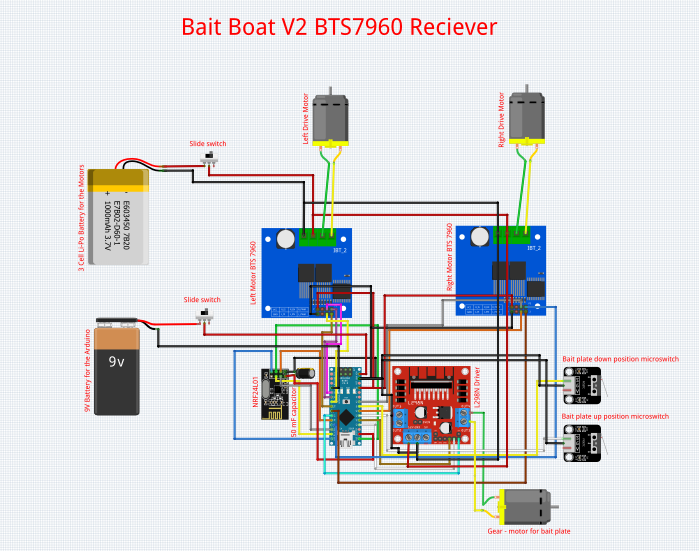 Bait Boat V2 BTS7960 Reciever
Left Drive Motor
Right Drive Motor
Slide switch
3 Cell Li-Po Battery for the Motors
E603450 7820
E7B02-D60-1
1000mAh 3.7V
+
-
IBT_2
IBT_2
Left Motor BTS 7960
Right Motor BTS 7960
Slide switch
9V Battery for the Arduino
9v
NRF24L01
50 mF capacitor
L298N
L298N Driver
Bait plate down position microswitch
Bait plate up position microswitch
Gear - motor for bait plate